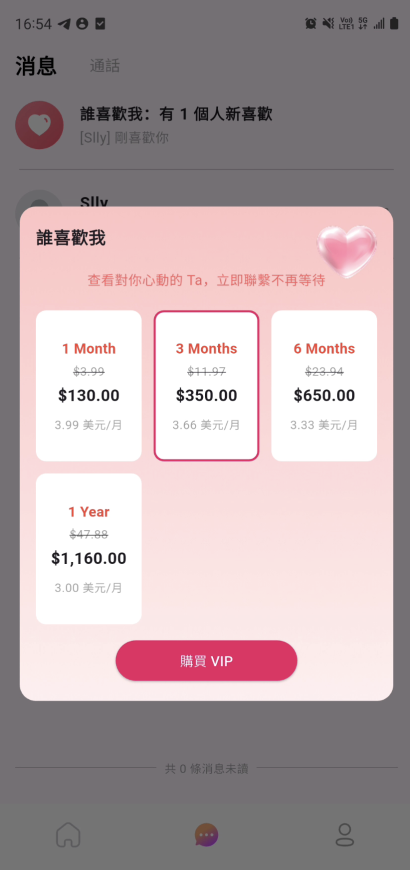 16:54
Vo)) 5G
LTE1
消息
通話
誰喜歡我：有 1 個人新喜歡
[Slly] 剛喜歡你
Slly
誰喜歡我
查看對你心動的 Ta，立即聯繫不再等待
1 Month
$3.99
$130.00
3.99 美元/月
3 Months
$11.97
$350.00
3.66 美元/月
6 Months
$23.94
$650.00
3.33 美元/月
1 Year
$47.88
$1,160.00
3.00 美元/月
購買 VIP
共 0 條消息未讀